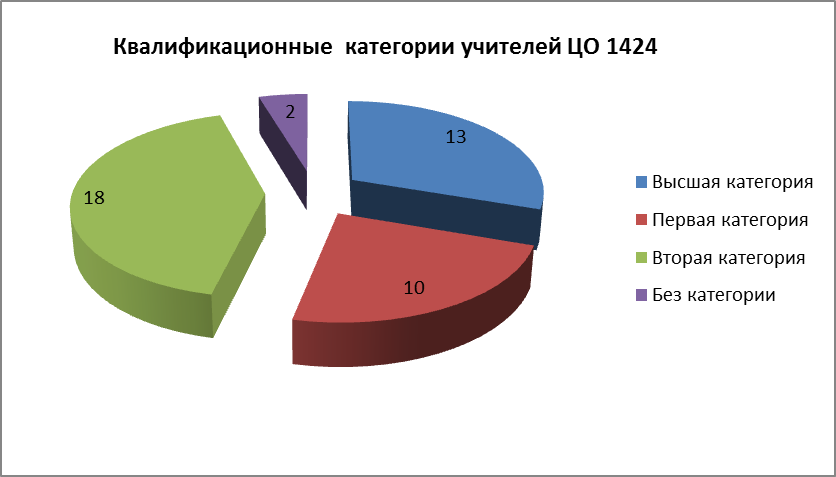 Квалификационные категории учителей ЦО 1424
2
13
18
10
Высшая категория
Первая категория
Вторая категория
Без категории